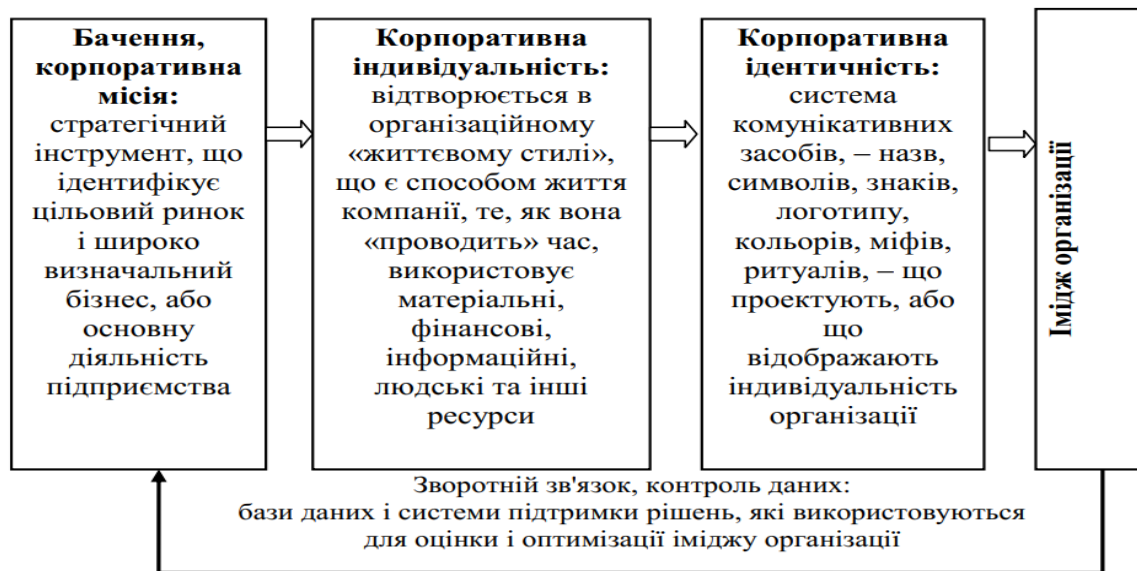 Бачення,
корпоративна
місія:
стратегічний
інструмент, що
ідентифікує
цільовий ринок
і широко
визначальний
бізнес, або
основну
діяльність
підприємства
Корпоративна
індивідуальність:
відтворюється в
організаційному
«життєвому стилі»,
що є способом життя
компанії, те, як вона
«проводить» час,
використовує
матеріальні,
фінансові,
інформаційні,
людські та інші
ресурси
Корпоративна
ідентичність:
система
комунікативних
засобів, – назв,
символів, знаків,
логотипу,
кольорів, міфів,
ритуалів, – що
проектують, або
що
відображають
індивідуальність
організації
Імідж організації
Зворотній зв'язок, контроль даних:
бази даних і системи підтримки рішень, які використовуються
для оцінки і оптимізації іміджу організації